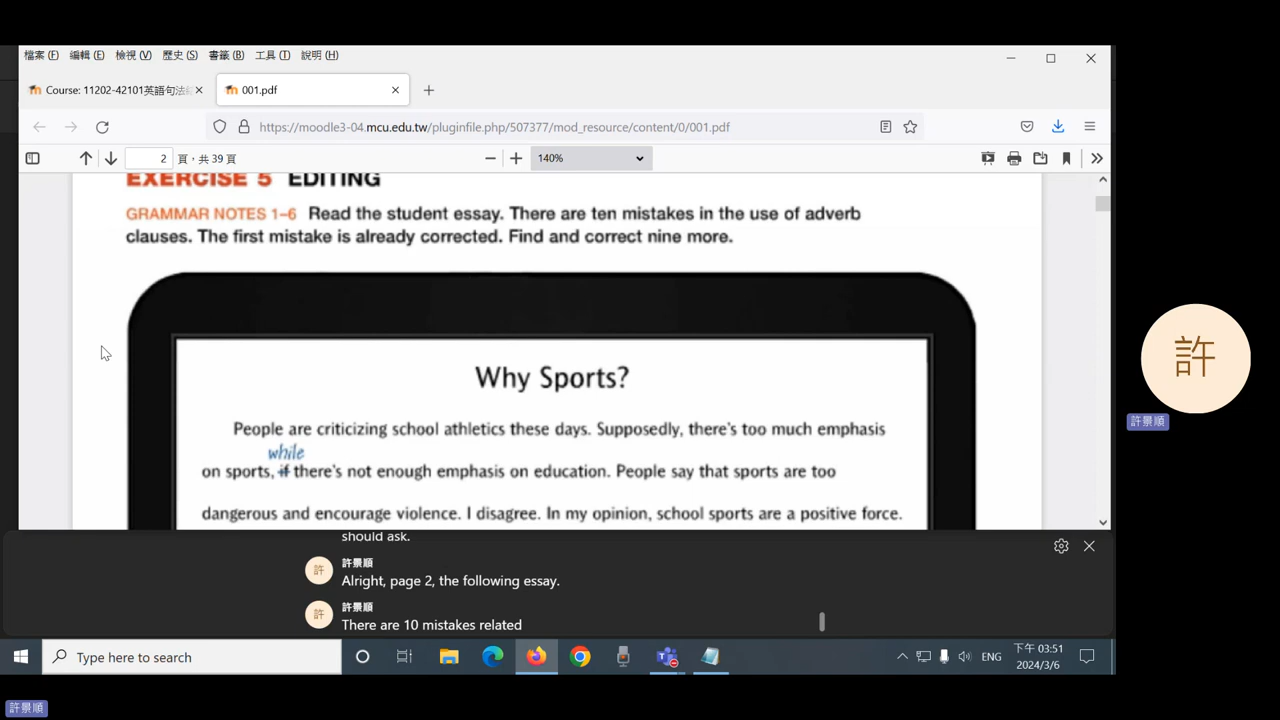 檔案 (F) 編輯 (E) 檢視 (V) 歷史 (S) 書籤 (B) 工具 (T) 說明 (H)
Course: 11202-42101英語句法
001.pdf
https://moodle3-04.mcu.edu.tw/pluginfile.php/507377/mod_resource/content/0/001.pdf
2 頁，共 39 頁
140%
EXERCISE 5 EDITING
GRAMMAR NOTES 1–6 Read the student essay. There are ten mistakes in the use of adverb
clauses. The first mistake is already corrected. Find and correct nine more.
Why Sports?
People are criticizing school athletics these days. Supposedly, there's too much emphasis
while
on sports, if there's not enough emphasis on education. People say that sports are too
dangerous and encourage violence. I disagree. In my opinion, school sports are a positive force.
should ask.
許 許景順
Alright, page 2, the following essay.
許 許景順
There are 10 mistakes related
許
許景順
Type here to search
ENG
下午 03:51
2024/3/6
許景順